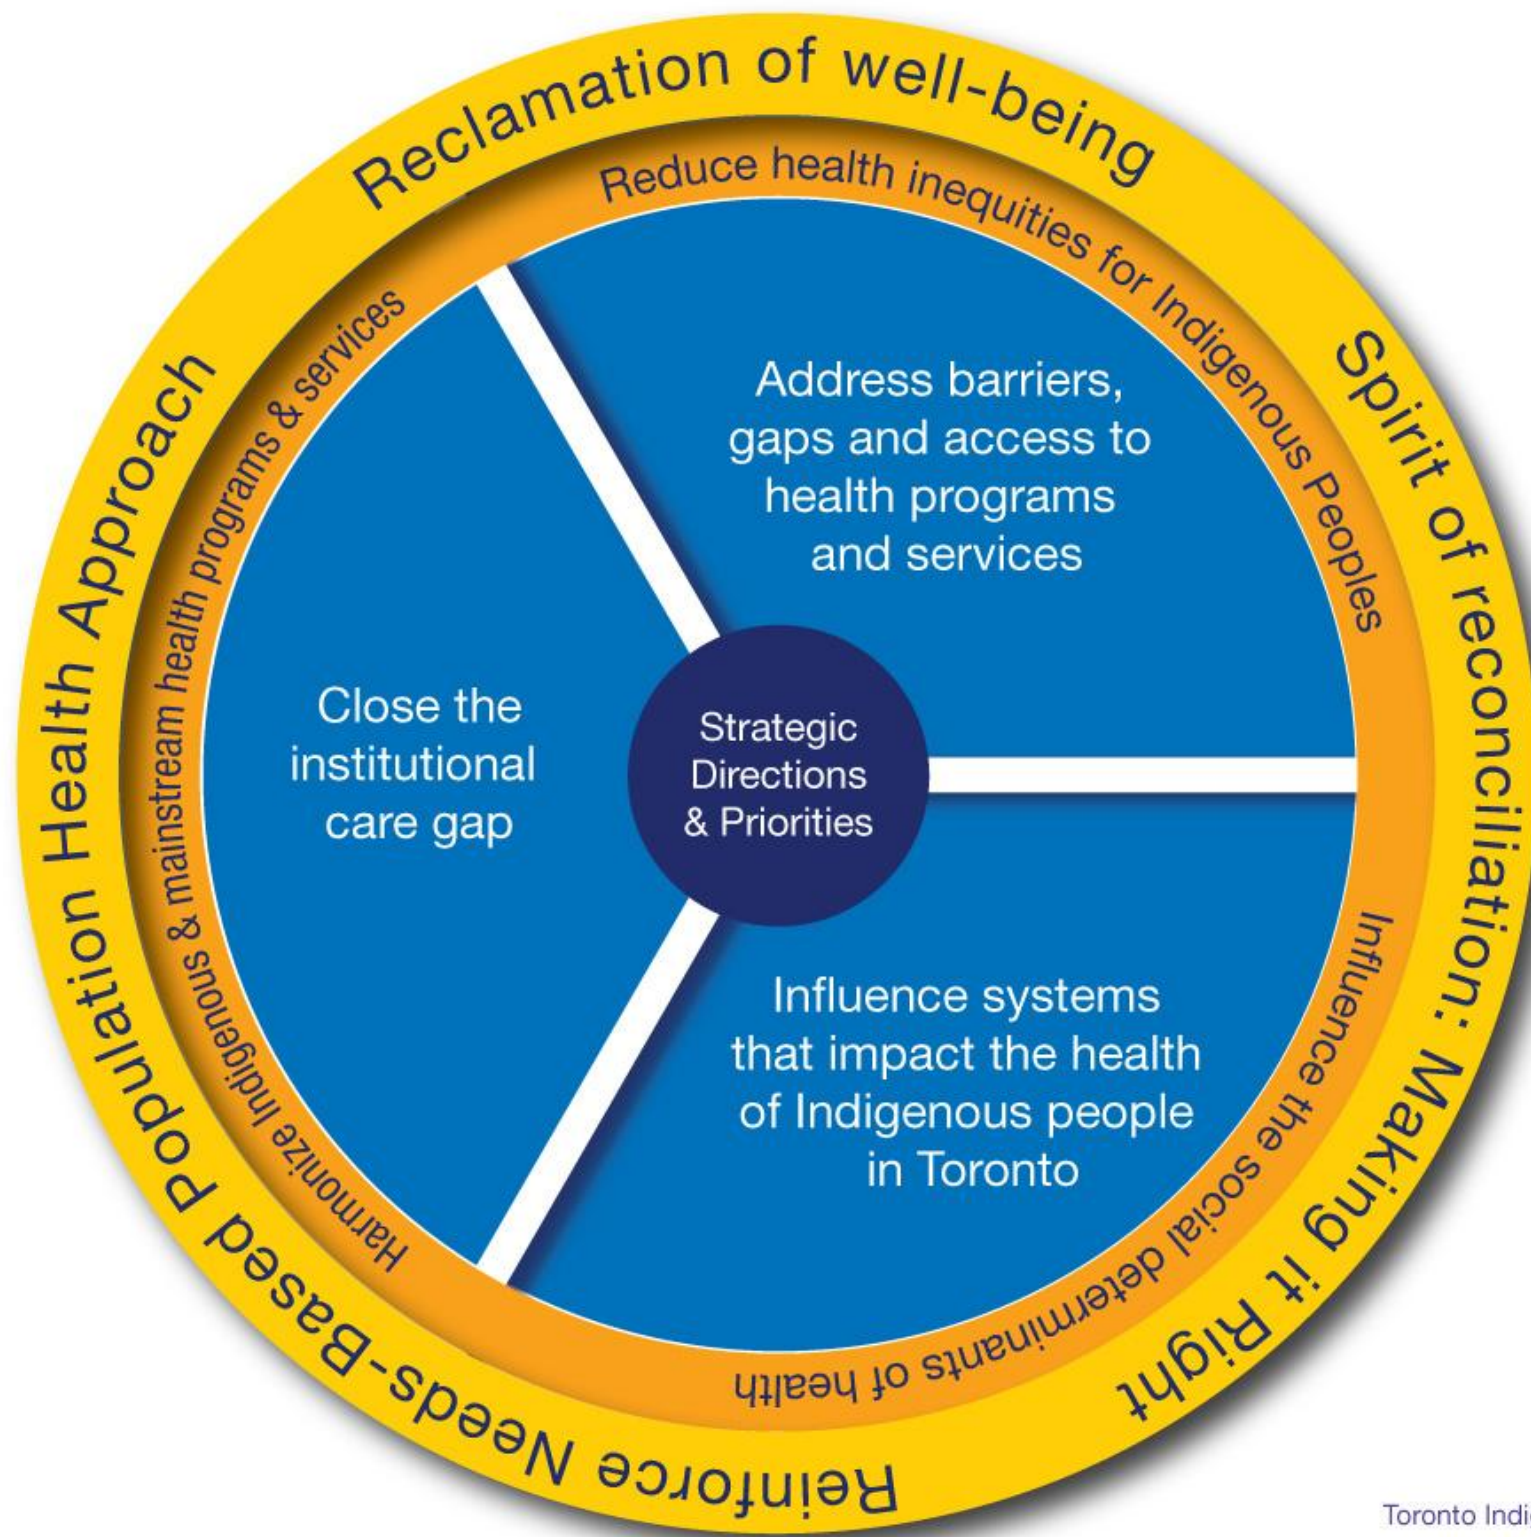 Reclamation of well-being
Spirit of reconciliation: Making it Right
Reinforce Needs-Based Population Health Approach
Reduce health inequities for Indigenous Peoples
Influence the social determinants of health
Harmonize Indigenous & mainstream health programs & services
Address barriers,
gaps and access to
health programs
and services
Close the
institutional
care gap
Strategic
Directions
& Priorities
Influence systems
that impact the health
of Indigenous people
in Toronto
Toronto